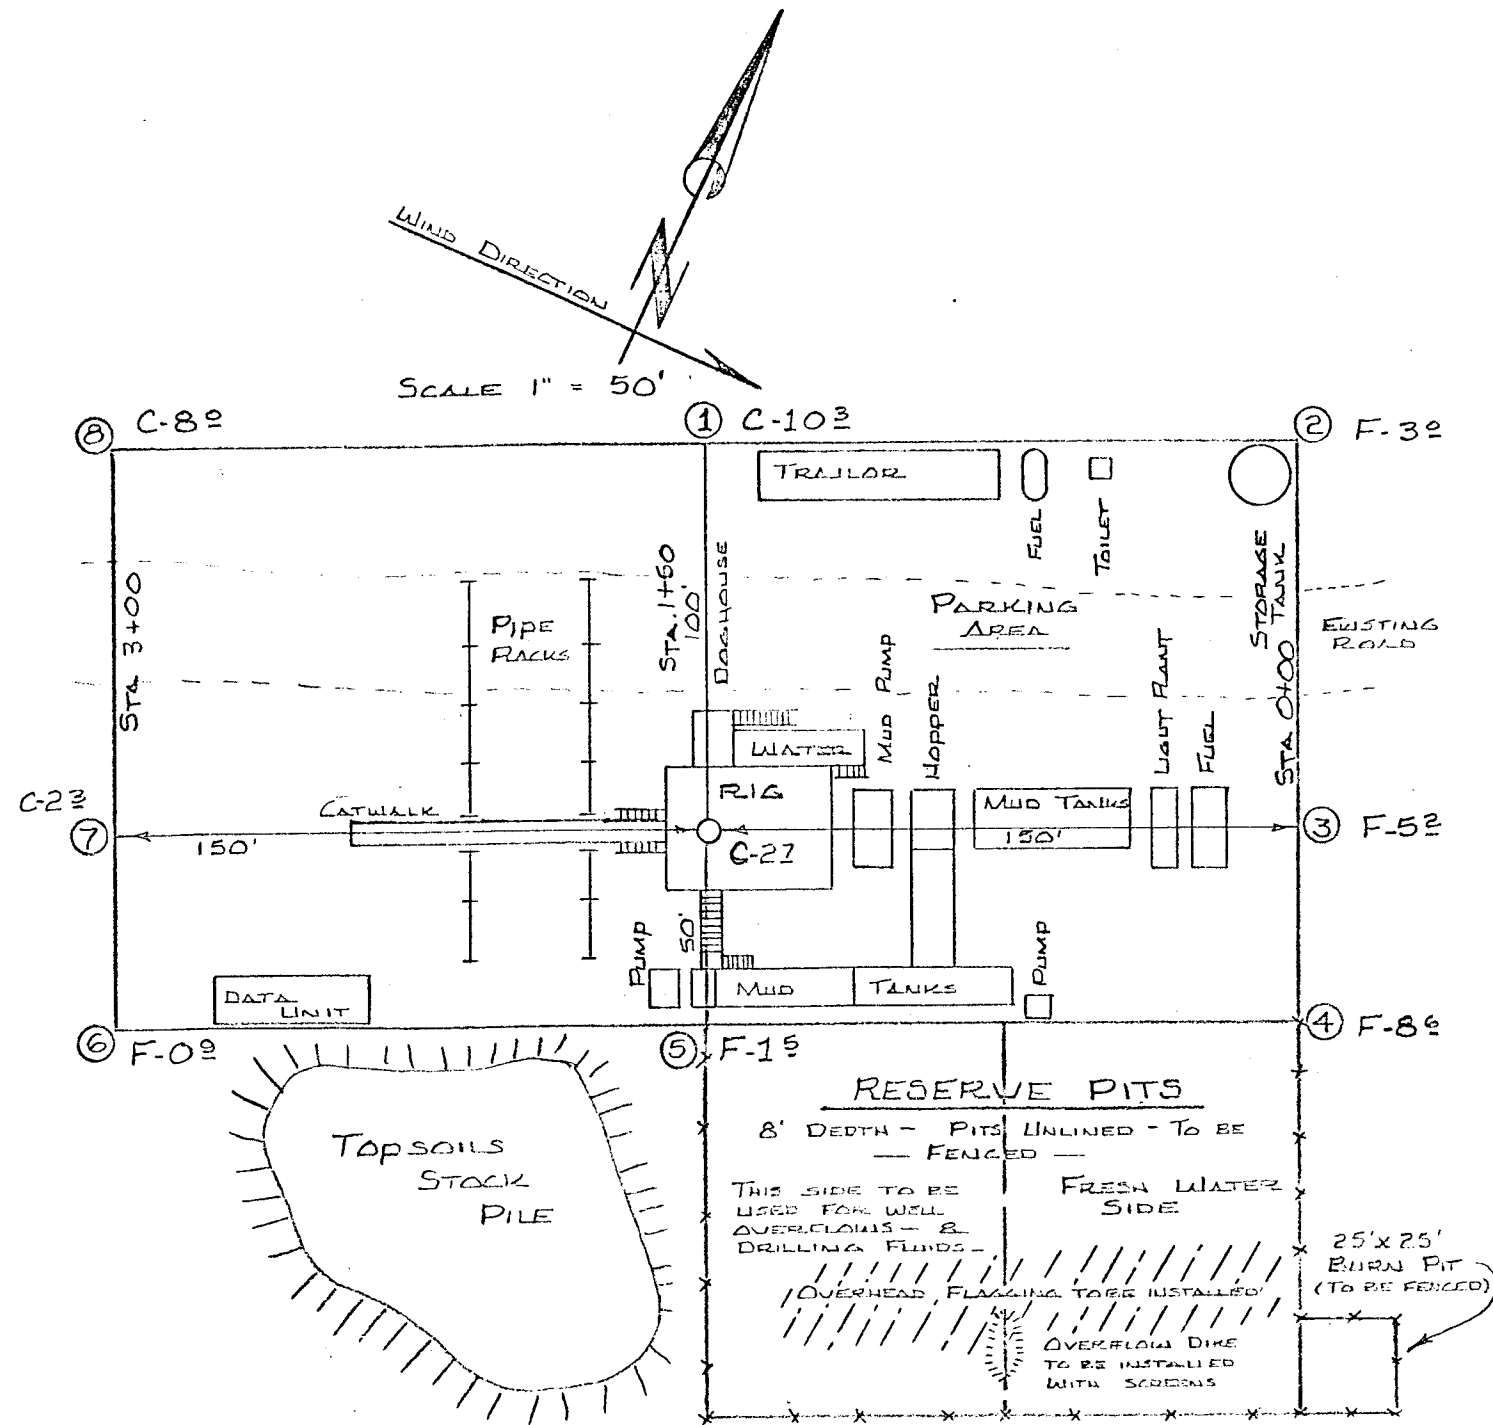 WIND DIRECTION
SCALE 1" = 50'
8 C-8⁰
1 C-10³
2 F-3⁰
TRAILOR
FUEL
TOILET
STORAGE
TANK
STA 3+00
PIPE
RACKS
STA. 1+50
100'
DOGHOUSE
PARKING
AREA
EXISTING
ROAD
STA 0+00
MUD PUMP
HOPPER
LIGHT PLANT
FUEL
WATER
RIG
MUD TANKS
150'
C-2³
7
CATWALK
150'
C-2⁷
3 F-5²
PUMP
50'
PUMP
DATA
UNIT
MUD TANKS
6 F-0⁹
5 F-1⁵
4 F-8⁶
RESERVE PITS
8' DEPTH - PITS UNLINED - TO BE
— FENCED —
TOPSOILS
STOCK
PILE
THIS SIDE TO BE
USED FOR WELL
OVERFLOWS - &
DRILLING FLUIDS -
FRESH WATER
SIDE
25' x 25'
BURN PIT
(TO BE FENCED)
OVERHEAD FLAGGING TO BE INSTALLED
OVERFLOW DIKE
TO BE INSTALLED
WITH SCREENS